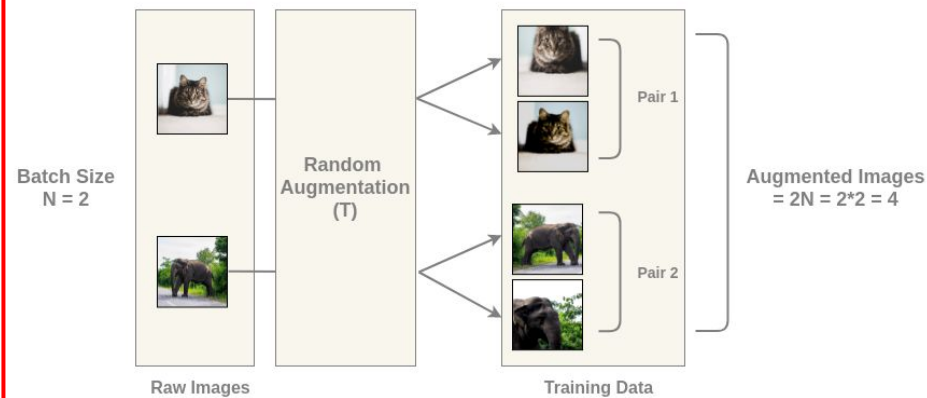 Batch Size
N = 2
Random
Augmentation
(T)
Pair 1
Pair 2
Augmented Images
= 2N = 2*2 = 4
Raw Images
Training Data